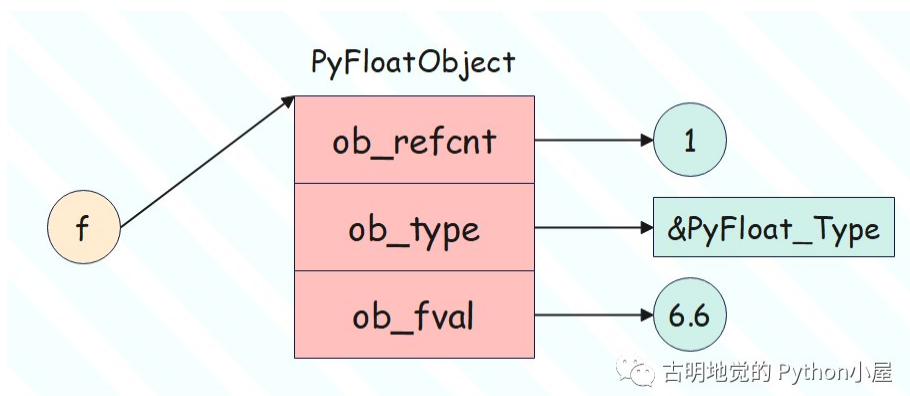 PyFloatObject
ob_refcnt
1
f
ob_type
&PyFloat_Type
ob_fval
6.6
古明地觉的 Python小屋